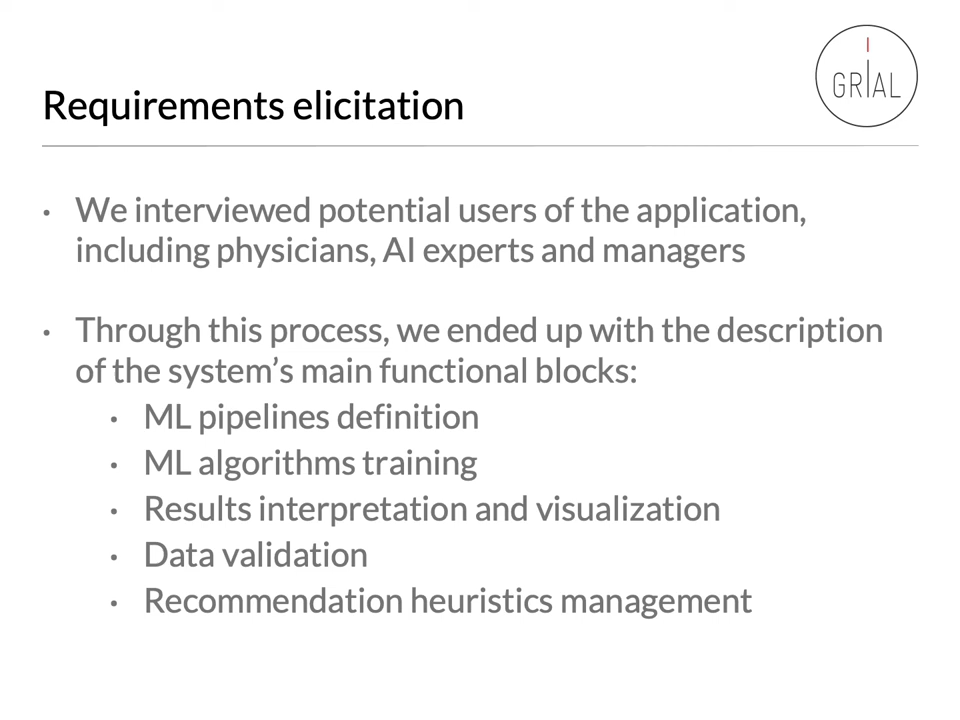 GRIAL
Requirements elicitation
• We interviewed potential users of the application,
including physicians, AI experts and managers
• Through this process, we ended up with the description
of the system’s main functional blocks:
• ML pipelines definition
• ML algorithms training
• Results interpretation and visualization
• Data validation
• Recommendation heuristics management